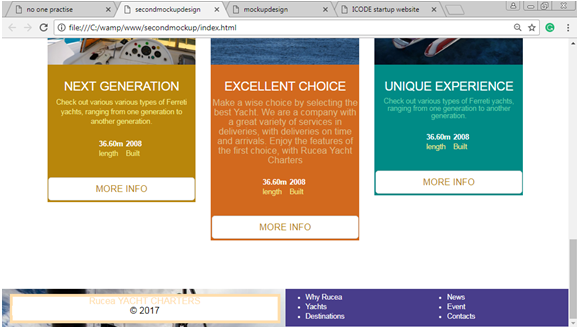 no one practise
secondmockupdesign
mockupdesign
ICODE startup website
file:///C:/wamp/www/secondmockup/index.html
NEXT GENERATION
Check out various various types of Ferreti
yachts, ranging from one generation to
another generation.
36.60m 2008
length Built
MORE INFO
EXCELLENT CHOICE
Make a wise choice by selecting the
best Yacht. We are a company with
a great variety of services in
deliveries, with deliveries on time
and arrivals. Enjoy the features of
the first choice, with Rucea Yacht
Charters
36.60m 2008
length Built
MORE INFO
UNIQUE EXPERIENCE
Check out various types of Ferreti yachts,
ranging from one generation to another
generation
36.60m 2008
length Built
MORE INFO
Rucea YACHT CHARTERS
© 2017
Why Rucea
Yachts
Destinations
News
Event
Contacts